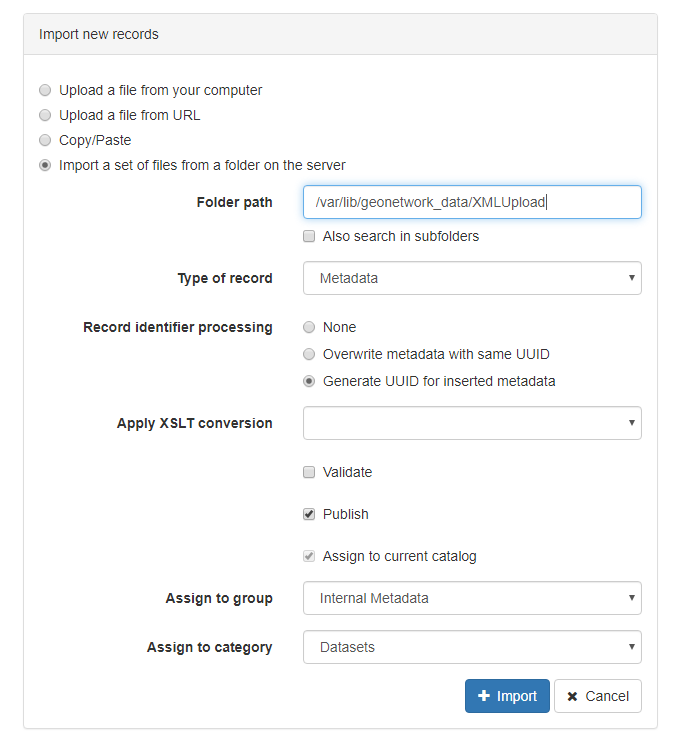 Import new records
Upload a file from your computer
Upload a file from URL
Copy/Paste
Import a set of files from a folder on the server
Folder path /var/lib/geonetwork_data/XMLUpload
Also search in subfolders
Type of record Metadata
Record identifier processing None
Overwrite metadata with same UUID
Generate UUID for inserted metadata
Apply XSLT conversion
Validate
Publish
Assign to current catalog
Assign to group Internal Metadata
Assign to category Datasets
Import Cancel